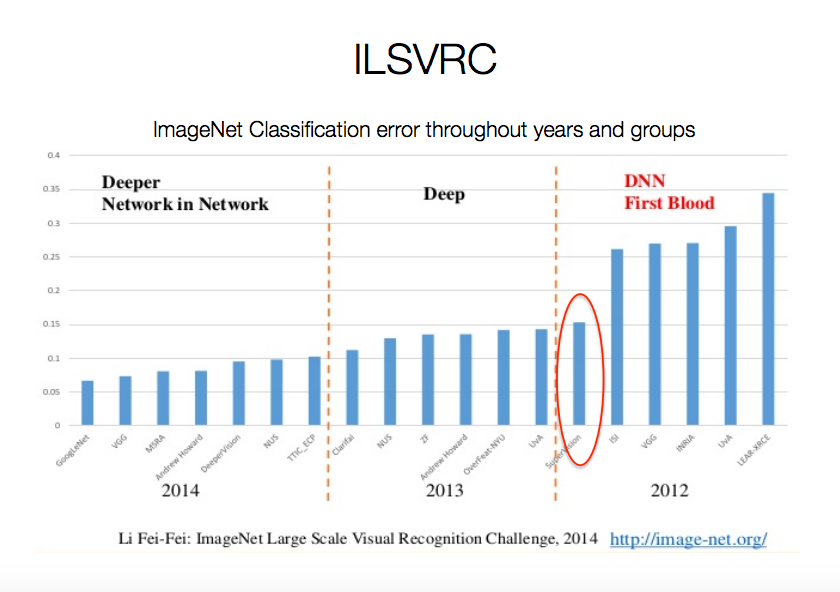 ILSVRC
ImageNet Classification error throughout years and groups
0.4
0.35
0.3
0.25
0.2
0.15
0.1
0.05
0
Deeper
Network in Network
Deep
DNN
First Blood
GoogLeNet
VGG
MSRA
Andrew Howard
DeeperVision
NUS
TTIC_ECP
Clarifai
NUS
ZF
Andrew Howard
OverFeat-NYU
UvA
SuperVision
ISI
VGG
INRIA
UvA
LEAR-XRCE
2014
2013
2012
Li Fei-Fei: ImageNet Large Scale Visual Recognition Challenge, 2014 http://image-net.org/